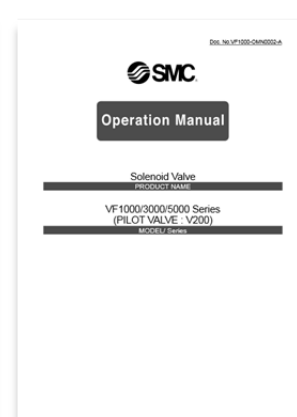 Doc. No.VF1000-OMN0002-A
SMC
Operation Manual
Solenoid Valve
PRODUCT NAME
VF1000/3000/5000 Series
(PILOT VALVE : V200)
MODEL/ Series